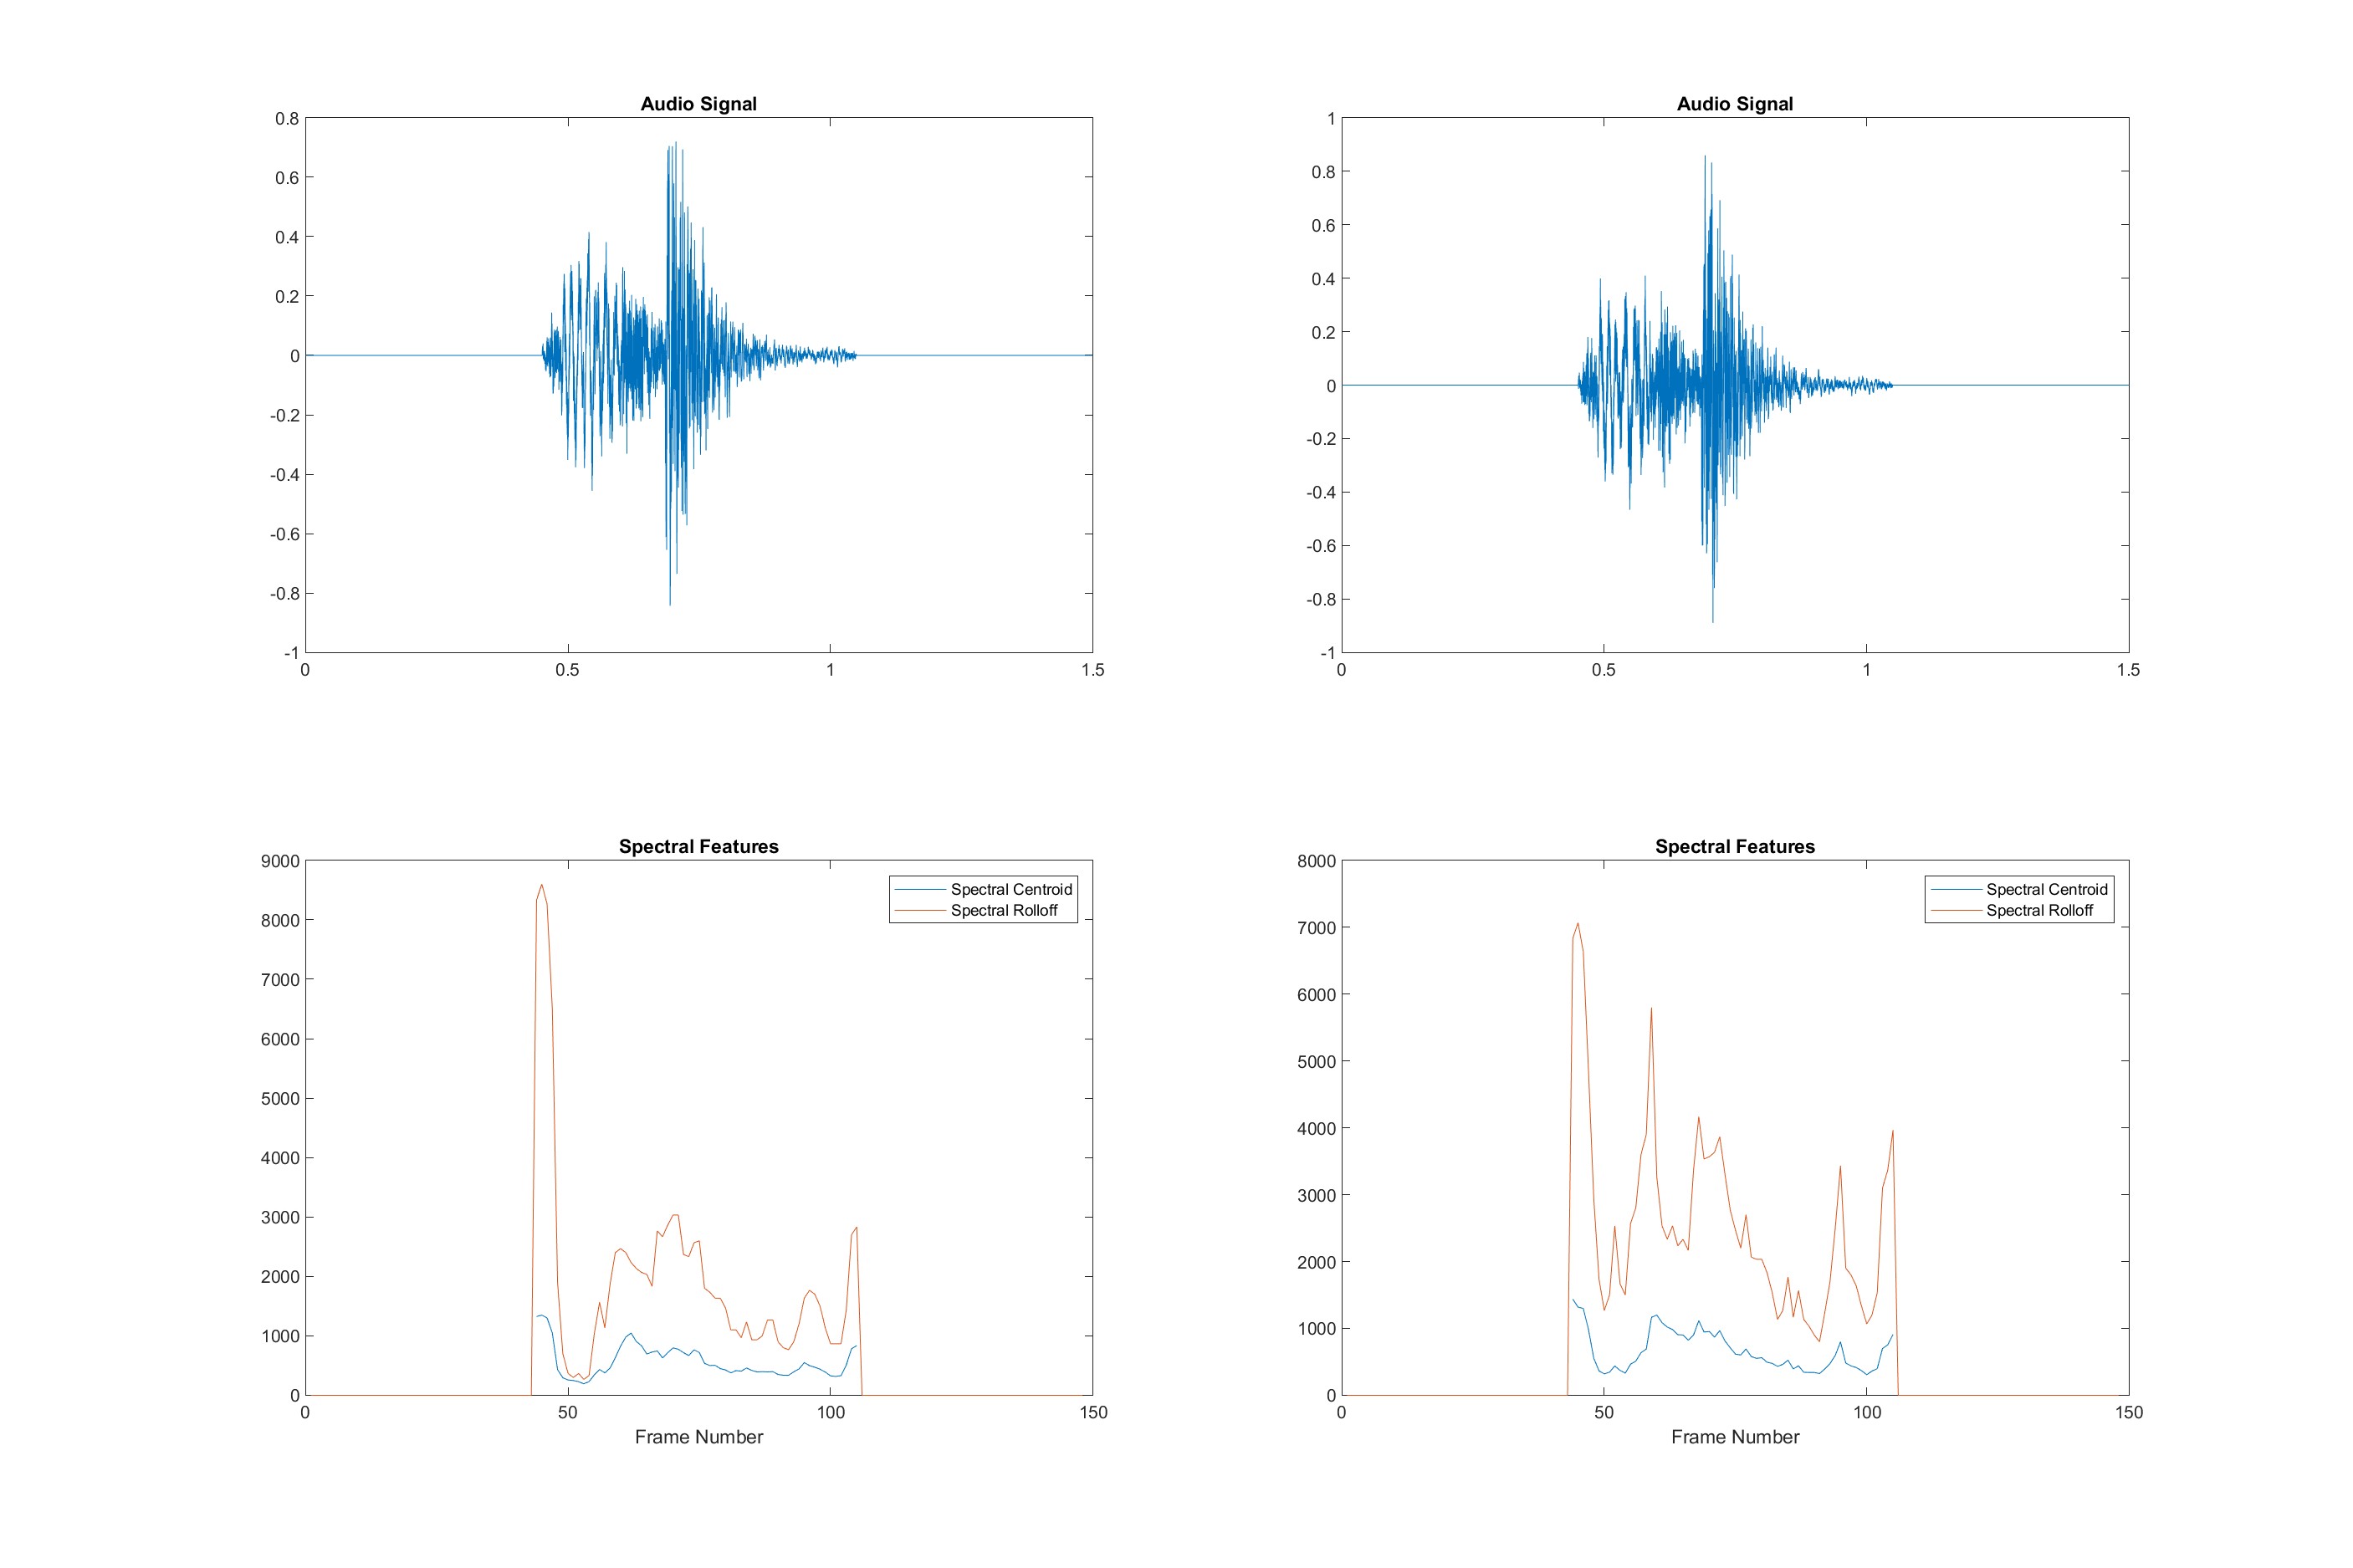 Audio Signal
0.8
0.6
0.4
0.2
0
-0.2
-0.4
-0.6
-0.8
-1
0 0.5 1 1.5
Audio Signal
1
0.8
0.6
0.4
0.2
0
-0.2
-0.4
-0.6
-0.8
-1
0 0.5 1 1.5
Spectral Features
9000
8000
7000
6000
5000
4000
3000
2000
1000
0
Spectral Centroid
Spectral Rolloff
0 50 100 150
Frame Number
Spectral Features
8000
7000
6000
5000
4000
3000
2000
1000
0
Spectral Centroid
Spectral Rolloff
0 50 100 150
Frame Number